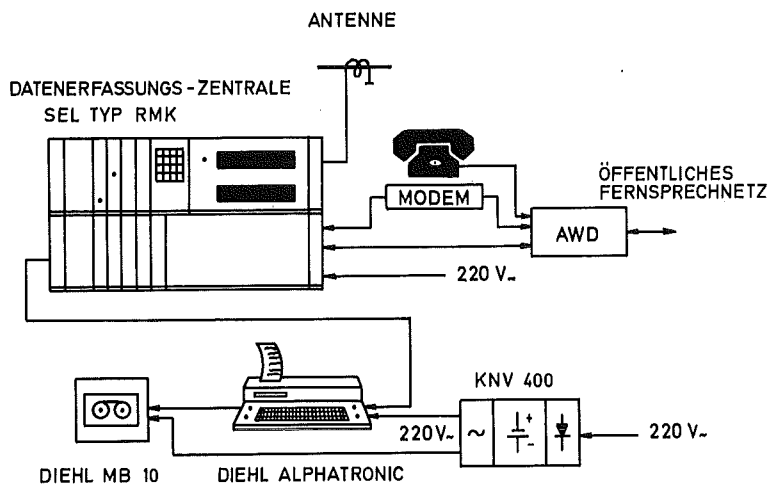 ANTENNE
DATENERFASSUNGS-ZENTRALE
SEL TYP RMK
MODEM
AWD
ÖFFENTLICHES
FERNSPRECHNETZ
220 V~
KNV 400
220 V~
~
+
-
220 V~
DIEHL MB 10
DIEHL ALPHATRONIC